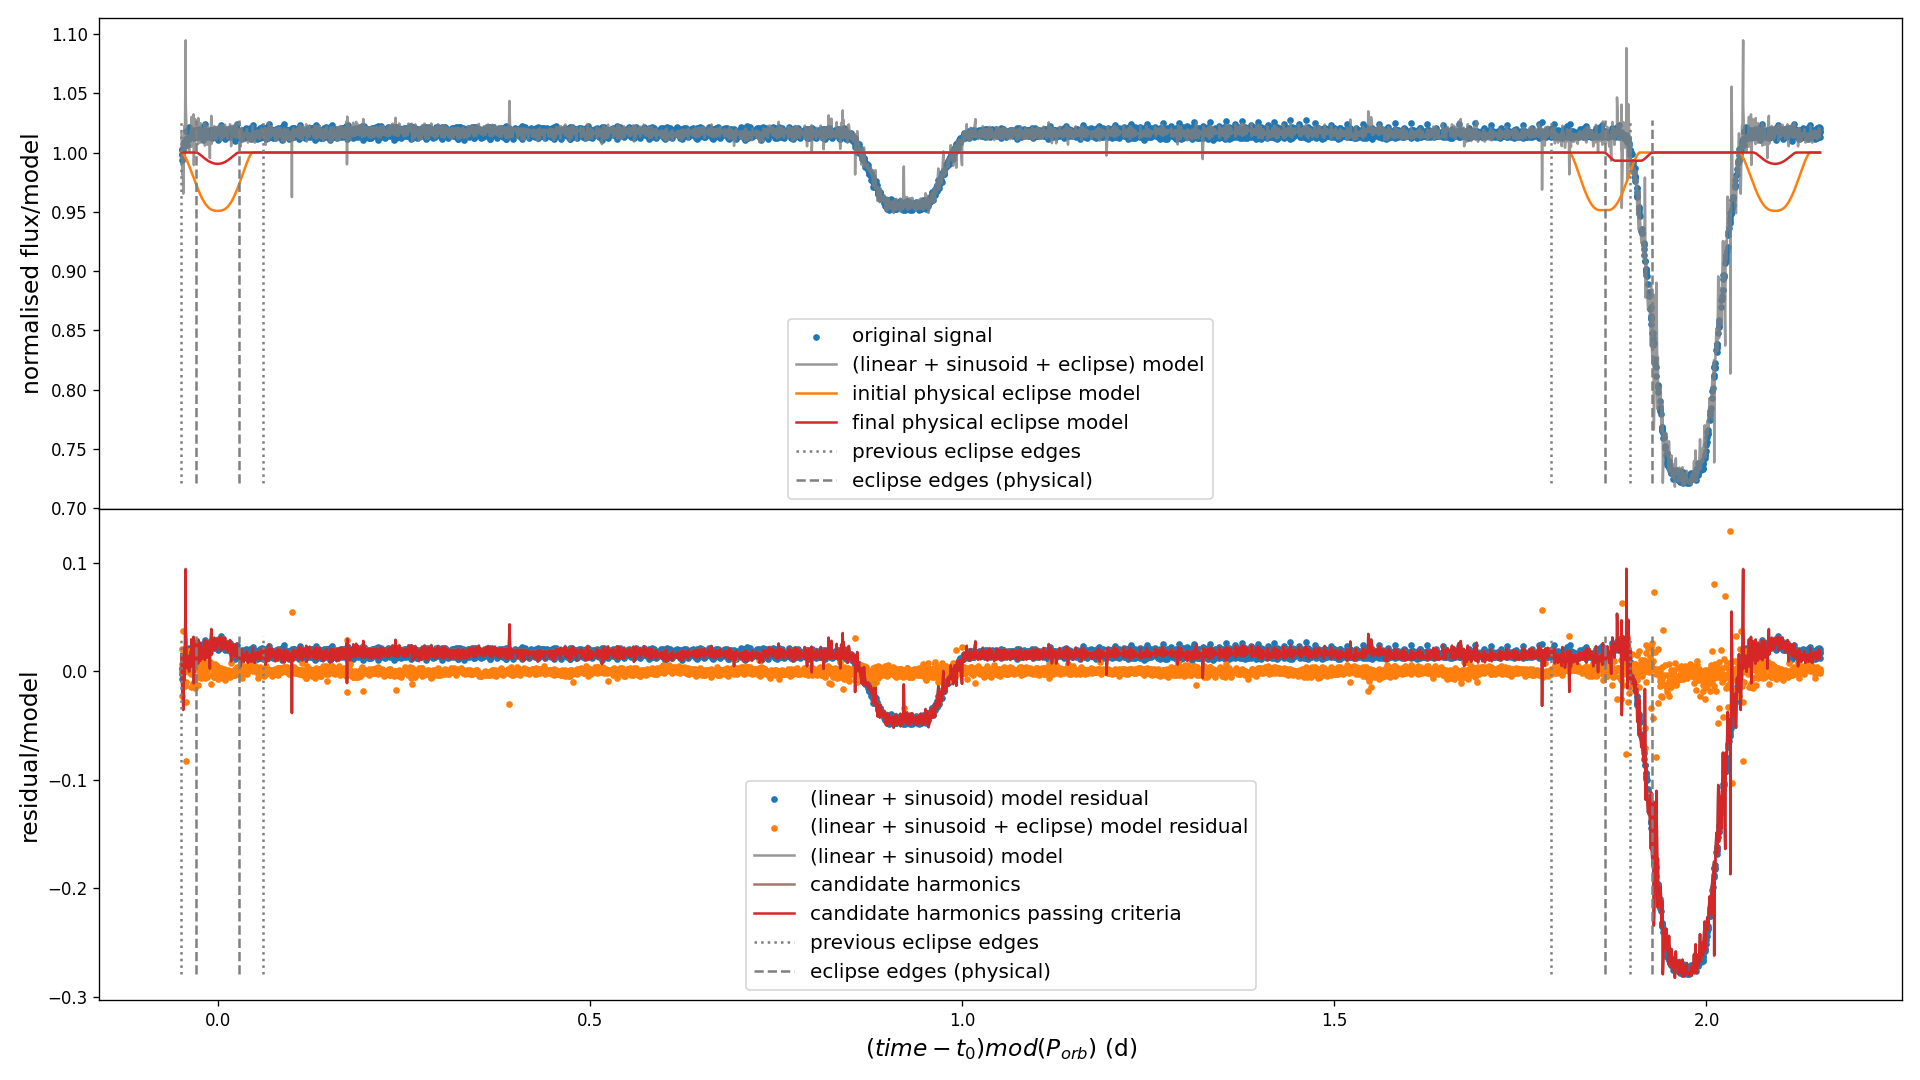 normalised flux/model
1.10
1.05
1.00
0.95
0.90
0.85
0.80
0.75
0.70
original signal
(linear + sinusoid + eclipse) model
initial physical eclipse model
final physical eclipse model
previous eclipse edges
eclipse edges (physical)
residual/model
0.1
0.0
−0.1
−0.2
−0.3
(linear + sinusoid) model residual
(linear + sinusoid + eclipse) model residual
(linear + sinusoid) model
candidate harmonics
candidate harmonics passing criteria
previous eclipse edges
eclipse edges (physical)
0.0 0.5 1.0 1.5 2.0
(time − t₀)mod(P_orb) (d)